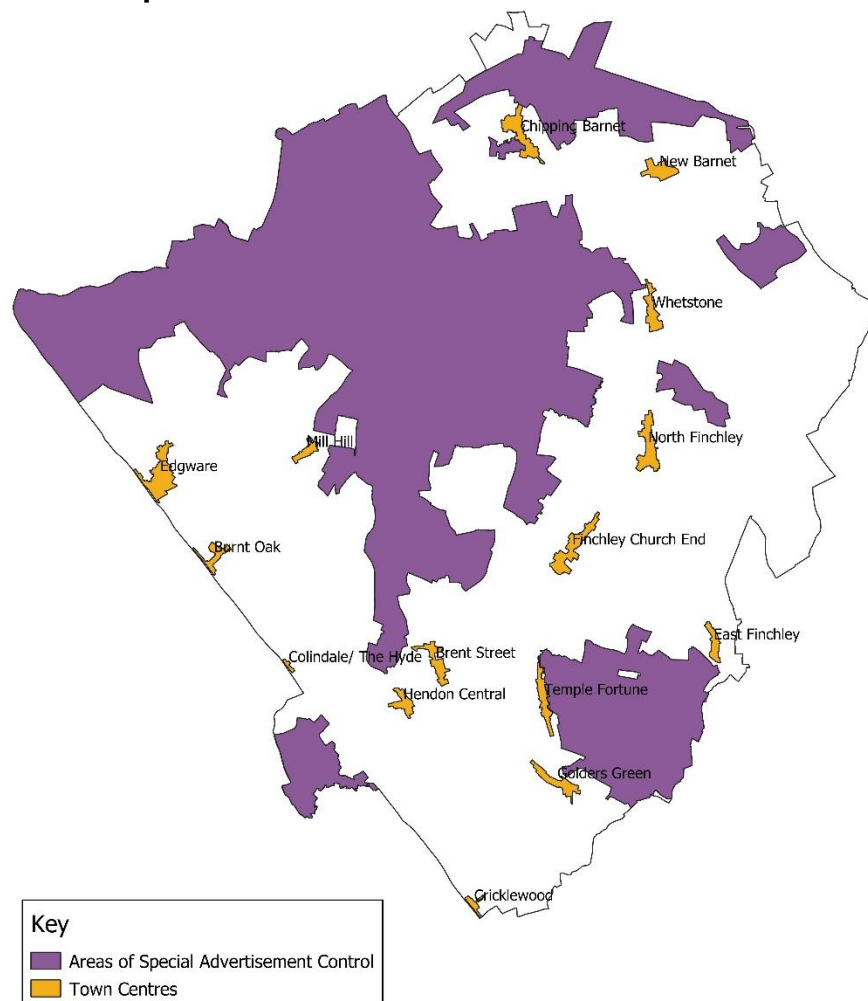 Chipping Barnet
New Barnet
Whetstone
Mill Hill
North Finchley
Edgware
Finchley Church End
Burnt Oak
East Finchley
Colindale/ The Hyde
Brent Street
Hendon Central
Temple Fortune
Golders Green
Cricklewood
Key
Areas of Special Advertisement Control
Town Centres